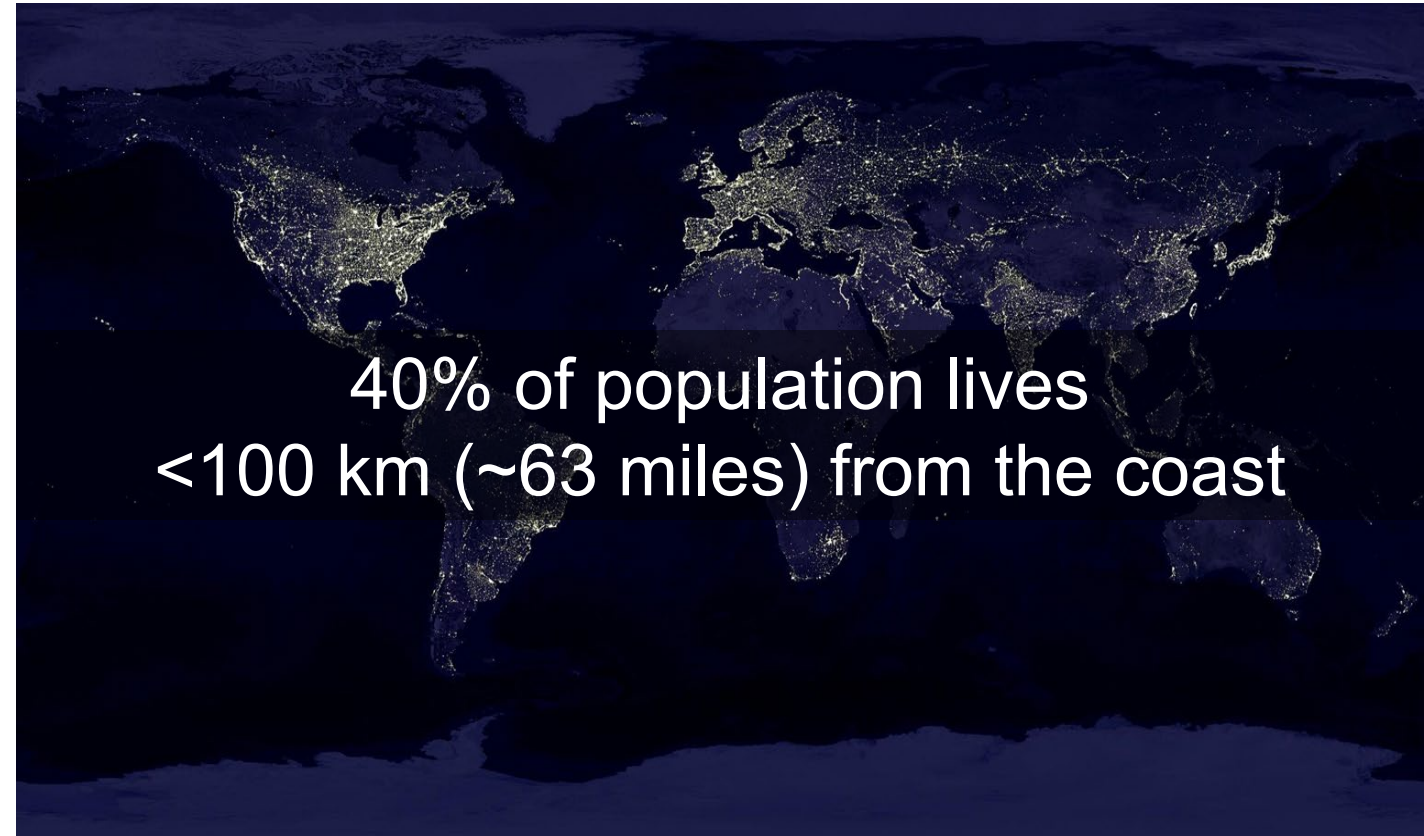 40% of population lives
<100 km (~63 miles) from the coast